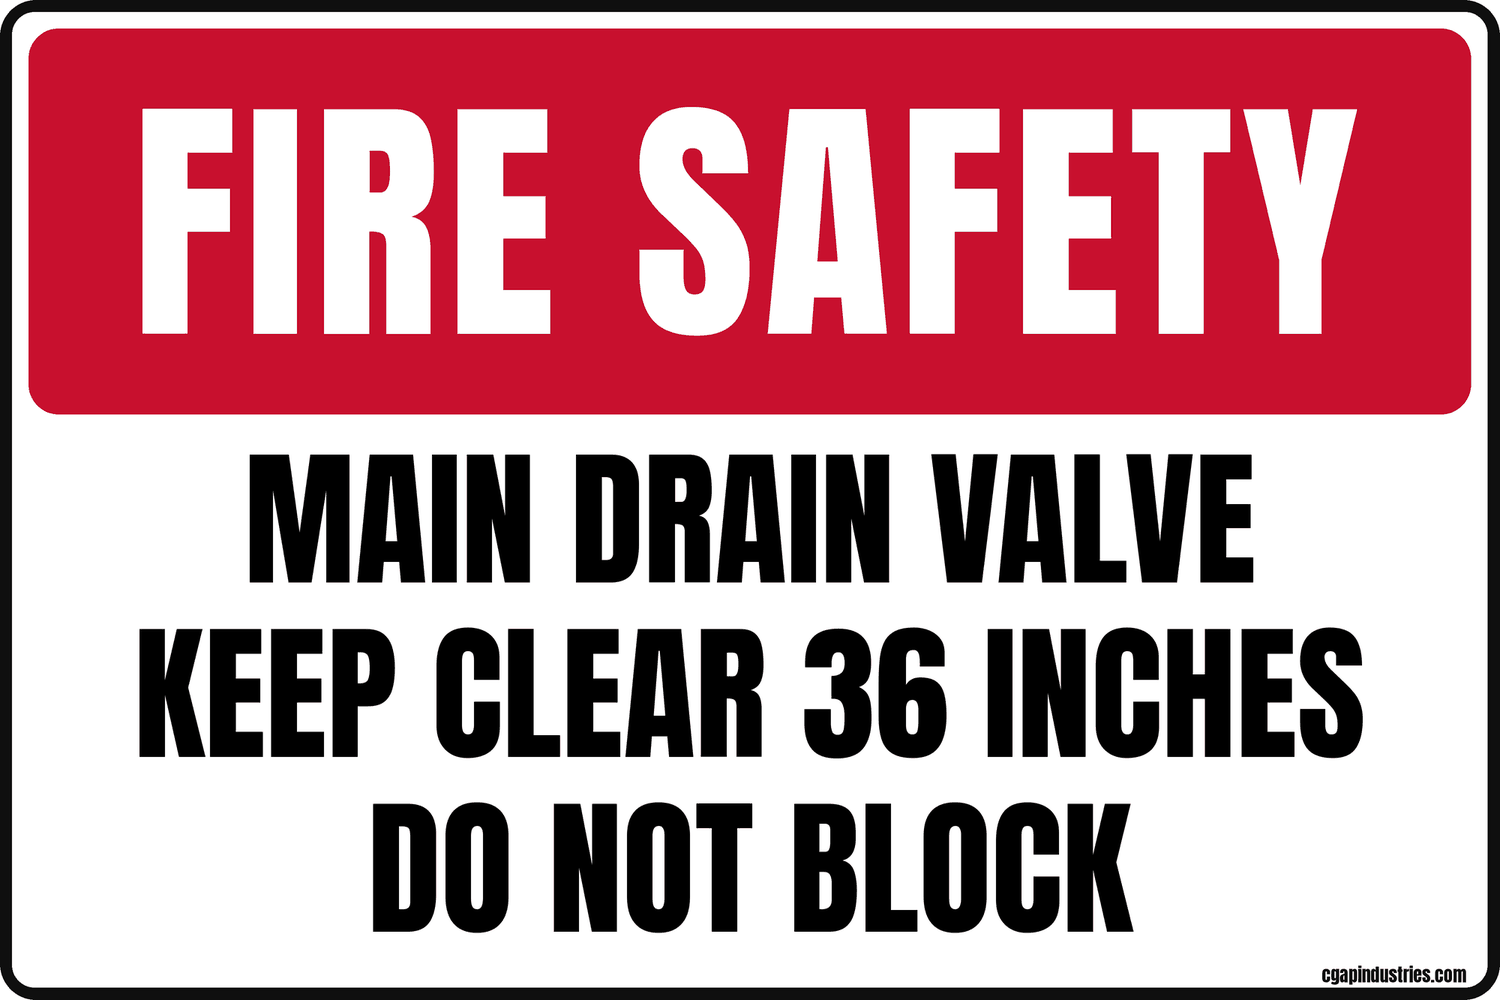 FIRE SAFETY
MAIN DRAIN VALVE
KEEP CLEAR 36 INCHES
DO NOT BLOCK
cgapindustries.com